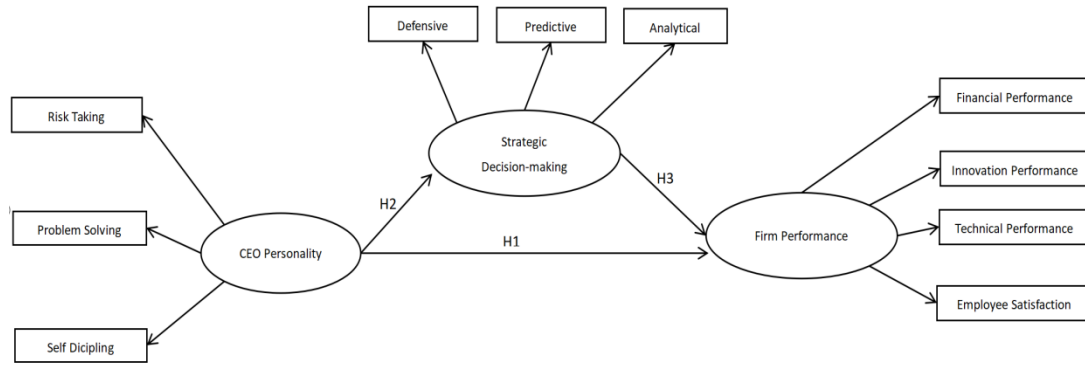 Defensive
Predictive
Analytical
Risk Taking
Financial Performance
Strategic
Decision-making
Innovation Performance
H2
H3
Problem Solving
Technical Performance
CEO Personality
H1
Firm Performance
Employee Satisfaction
Self Dicipling